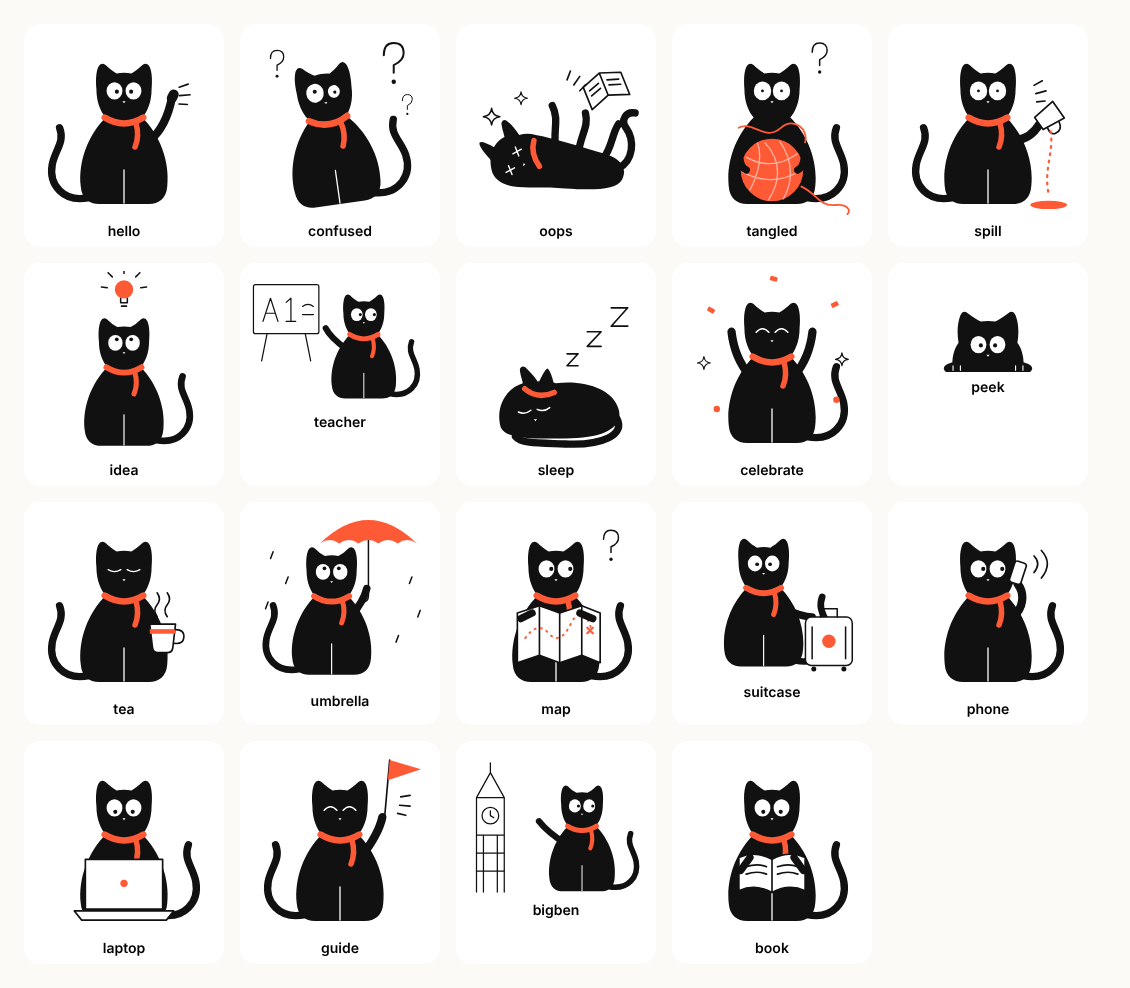 ? ? ?
?
hello
confused
oops
tangled
spill
A1=
z z z
teacher
sleep
celebrate
peek
?
tea
umbrella
map
suitcase
phone
laptop
guide
bigben
book